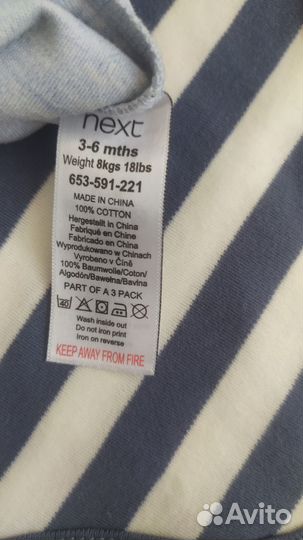 next
3-6 mths
Weight 8kgs 18lbs
653-591-221
MADE IN CHINA
100% COTTON
Hergestellt in China
Fabriqué en Chine
Fabricado en China
Wyprodukowano w Chinach
Vyrobeno v Číně
100% Baumwolle/Coton/
Algodón/Bawełna/Bavlna
PART OF A 3 PACK
40
Wash inside out
Do not iron print
Iron on reverse
KEEP AWAY FROM FIRE
Avito